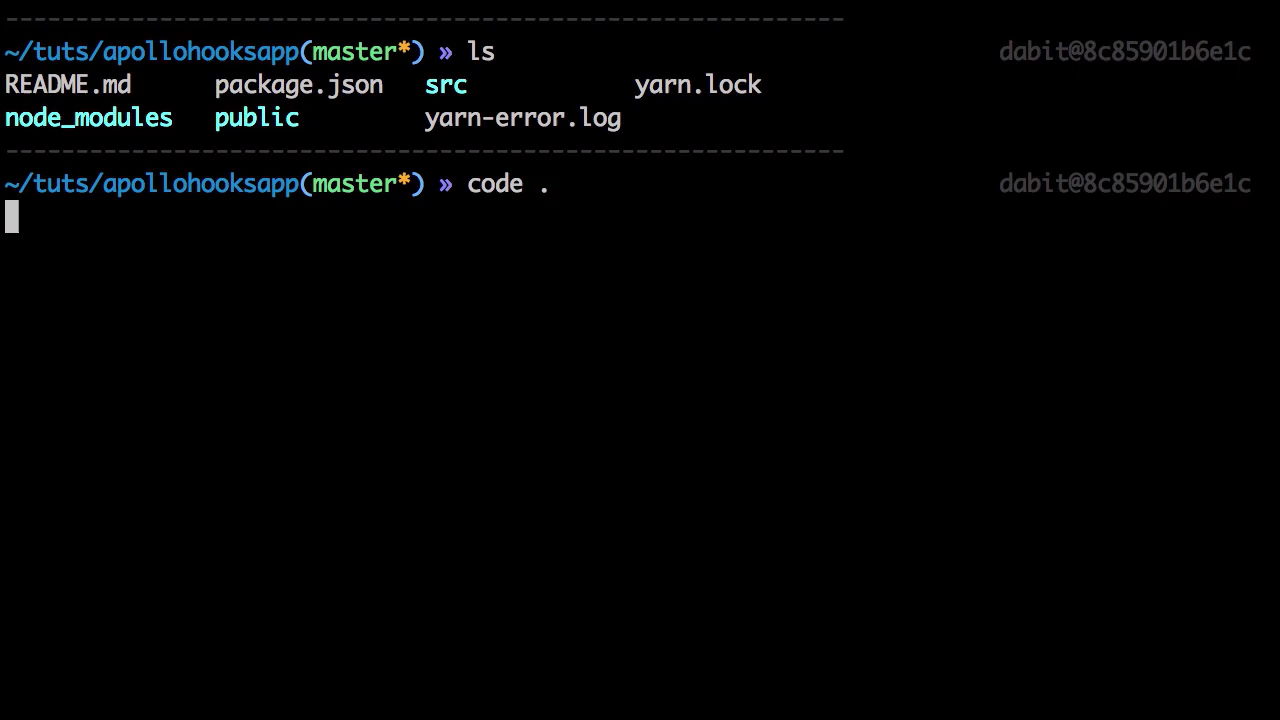 ~/tuts/apollohooksapp(master*) » ls dabit@8c85901b6e1c
README.md package.json src yarn.lock
node_modules public yarn-error.log
~/tuts/apollohooksapp(master*) » code . dabit@8c85901b6e1c